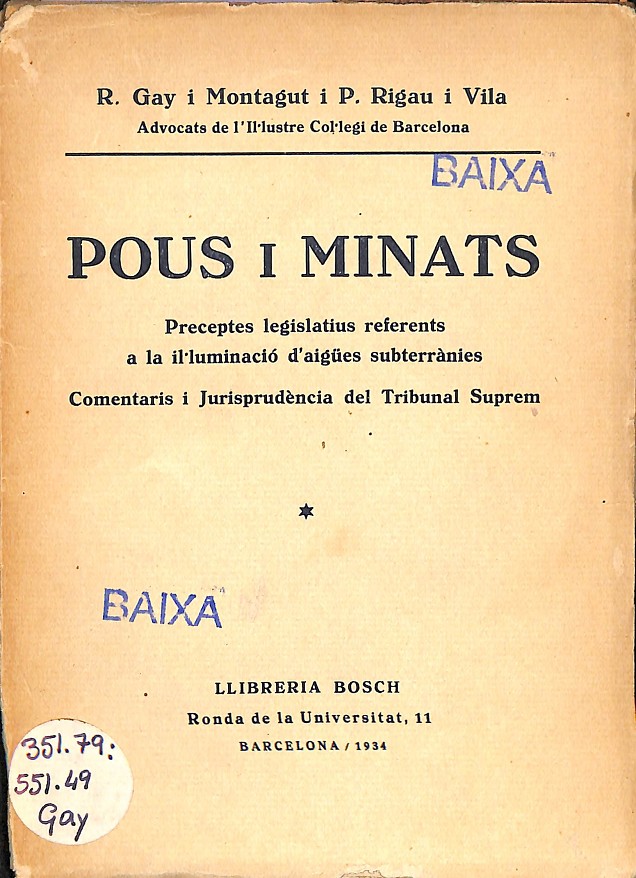 R. Gay i Montagut i P. Rigau i Vila
Advocats de l'Il·lustre Col·legi de Barcelona
BAIXA
POUS I MINATS
Preceptes legislatius referents
a la il·luminació d'aigües subterrànies
Comentaris i Jurisprudència del Tribunal Suprem
BAIXA
LLIBRERIA BOSCH
Ronda de la Universitat, 11
BARCELONA / 1934
351.79:
551.49
Gay